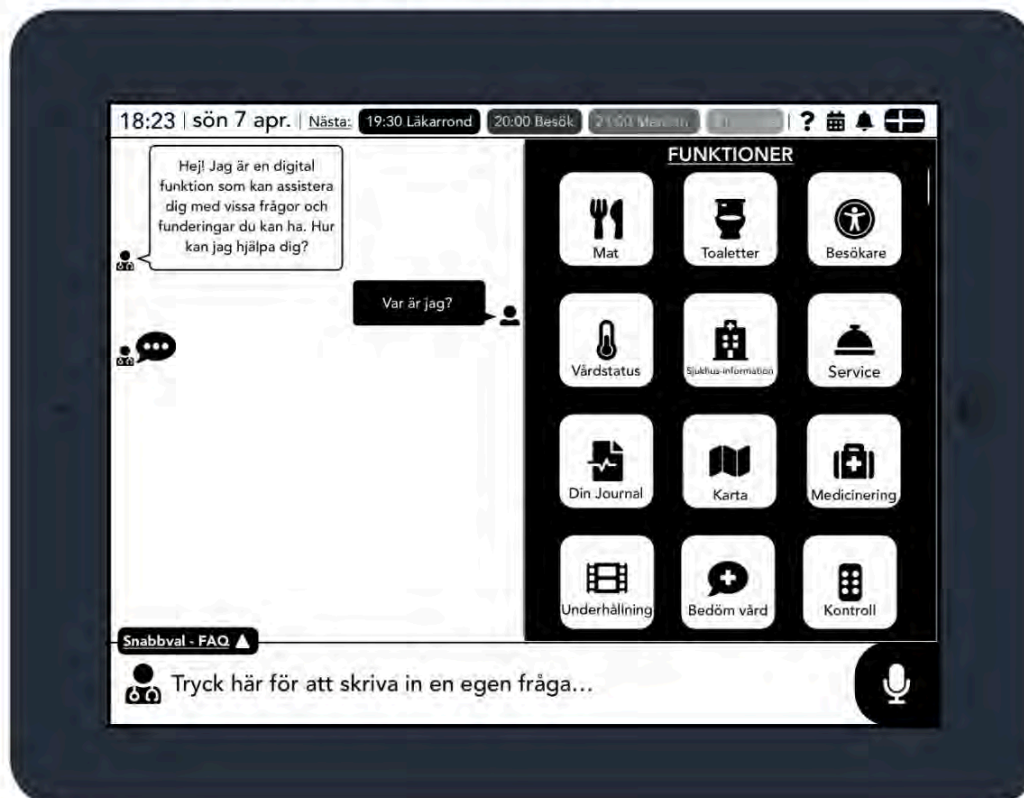 18:23 | sön 7 apr. | Nästa: 19:30 Läkarrond 20:00 Besök 21:00
Hej! Jag är en digital
funktion som kan assistera
dig med vissa frågor och
funderingar du kan ha. Hur
kan jag hjälpa dig?
Var är jag?
FUNKTIONER
Mat
Toaletter
Besökare
Vårdstatus
Sjukhus-information
Service
Din Journal
Karta
Medicinering
Underhållning
Bedöm vård
Kontroll
Snabbval - FAQ
Tryck här för att skriva in en egen fråga...